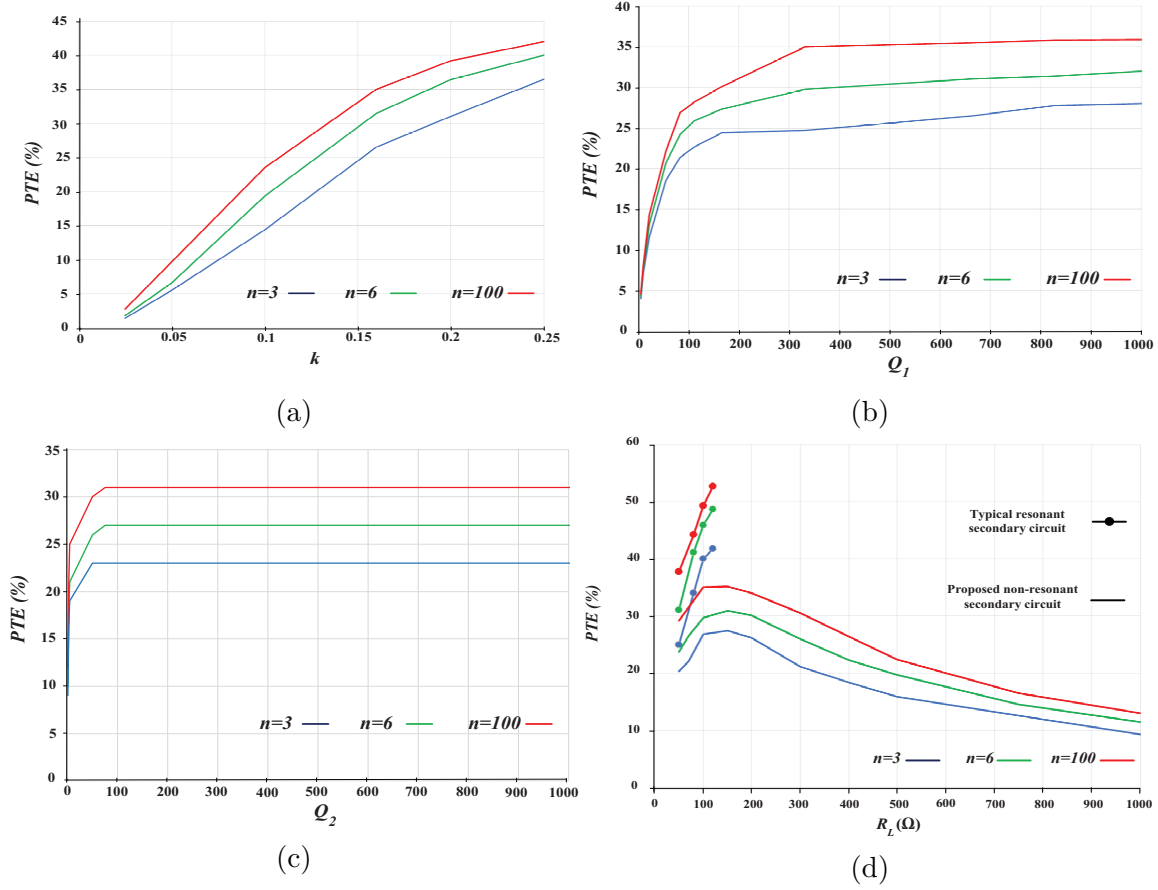 45
40
35
30
25
20
15
10
5
0
PTE (%)
n=3 n=6 n=100
0 0.05 0.1 0.15 0.2 0.25
k
(a)
40
35
30
25
20
15
10
5
0
PTE (%)
n=3 n=6 n=100
0 100 200 300 400 500 600 700 800 900 1000
Q1
(b)
35
30
25
20
15
10
5
0
PTE (%)
n=3 n=6 n=100
0 100 200 300 400 500 600 700 800 900 1000
Q2
(c)
60
50
40
30
20
10
0
PTE (%)
Typical resonant
secondary circuit
Proposed non-resonant
secondary circuit
n=3 n=6 n=100
0 100 200 300 400 500 600 700 800 900 1000
RL(Ω)
(d)